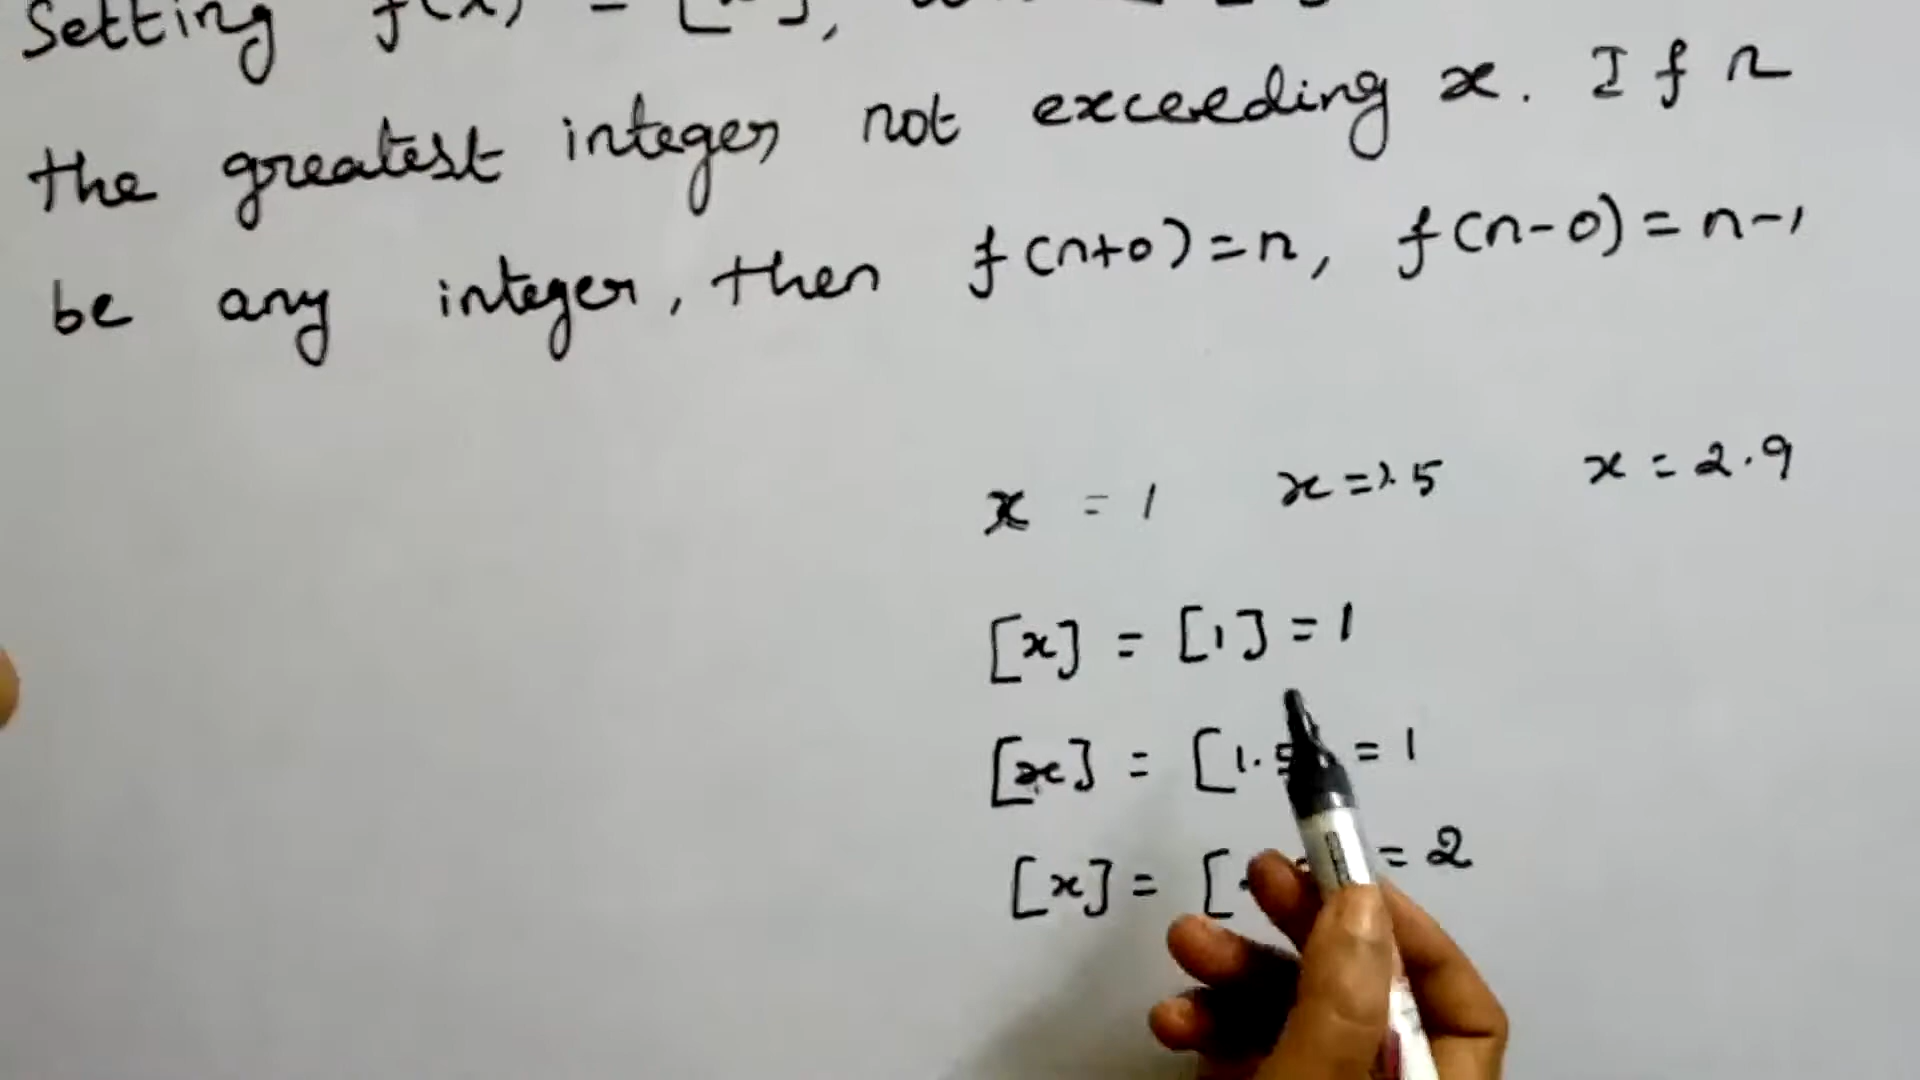 Setting f(x) = [x],
the greatest integer, not exceeding x. If n
be any integer, then f(n+0) = n, f(n-0) = n-1
x = 1 x = 1.5 x = 2.9
[x] = [1] = 1
[x] = [1.5 = 1
[x] = [ = 2